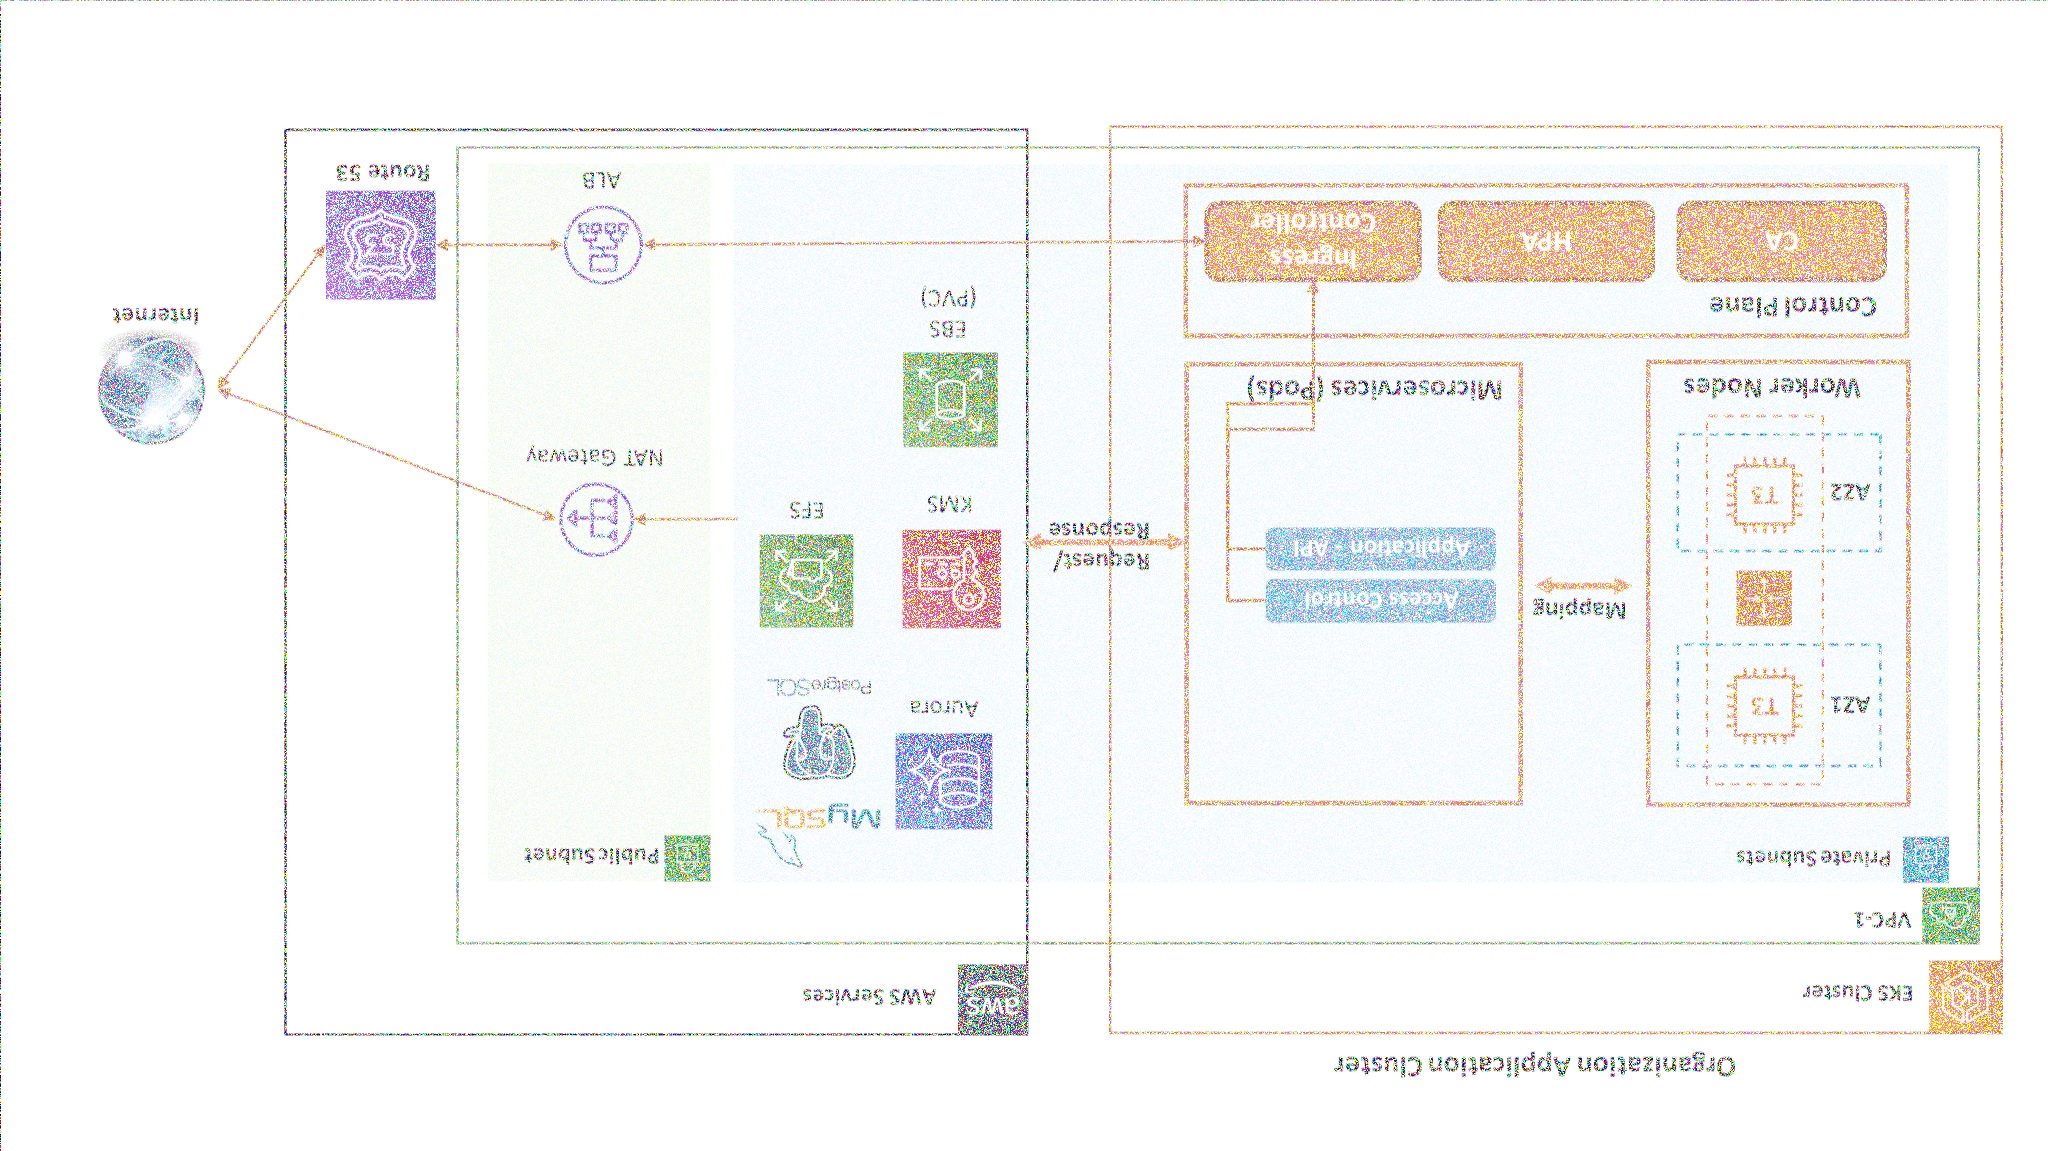 Organization Application Cluster
EKS Cluster
aws
AWS Services
VPC-1
Private Subnets
Public Subnet
AZ1
T3
AZ2
T3
Worker Nodes
Mapping
Access Control
Application - API
Microservices (Pods)
Request/
Response
MySQL
PostgreSQL
Aurora
EFS
KMS
EBS
(PVC)
NAT Gateway
Internet
Control Plane
CA
HPA
Ingress
Controller
ALB
53
Route 53